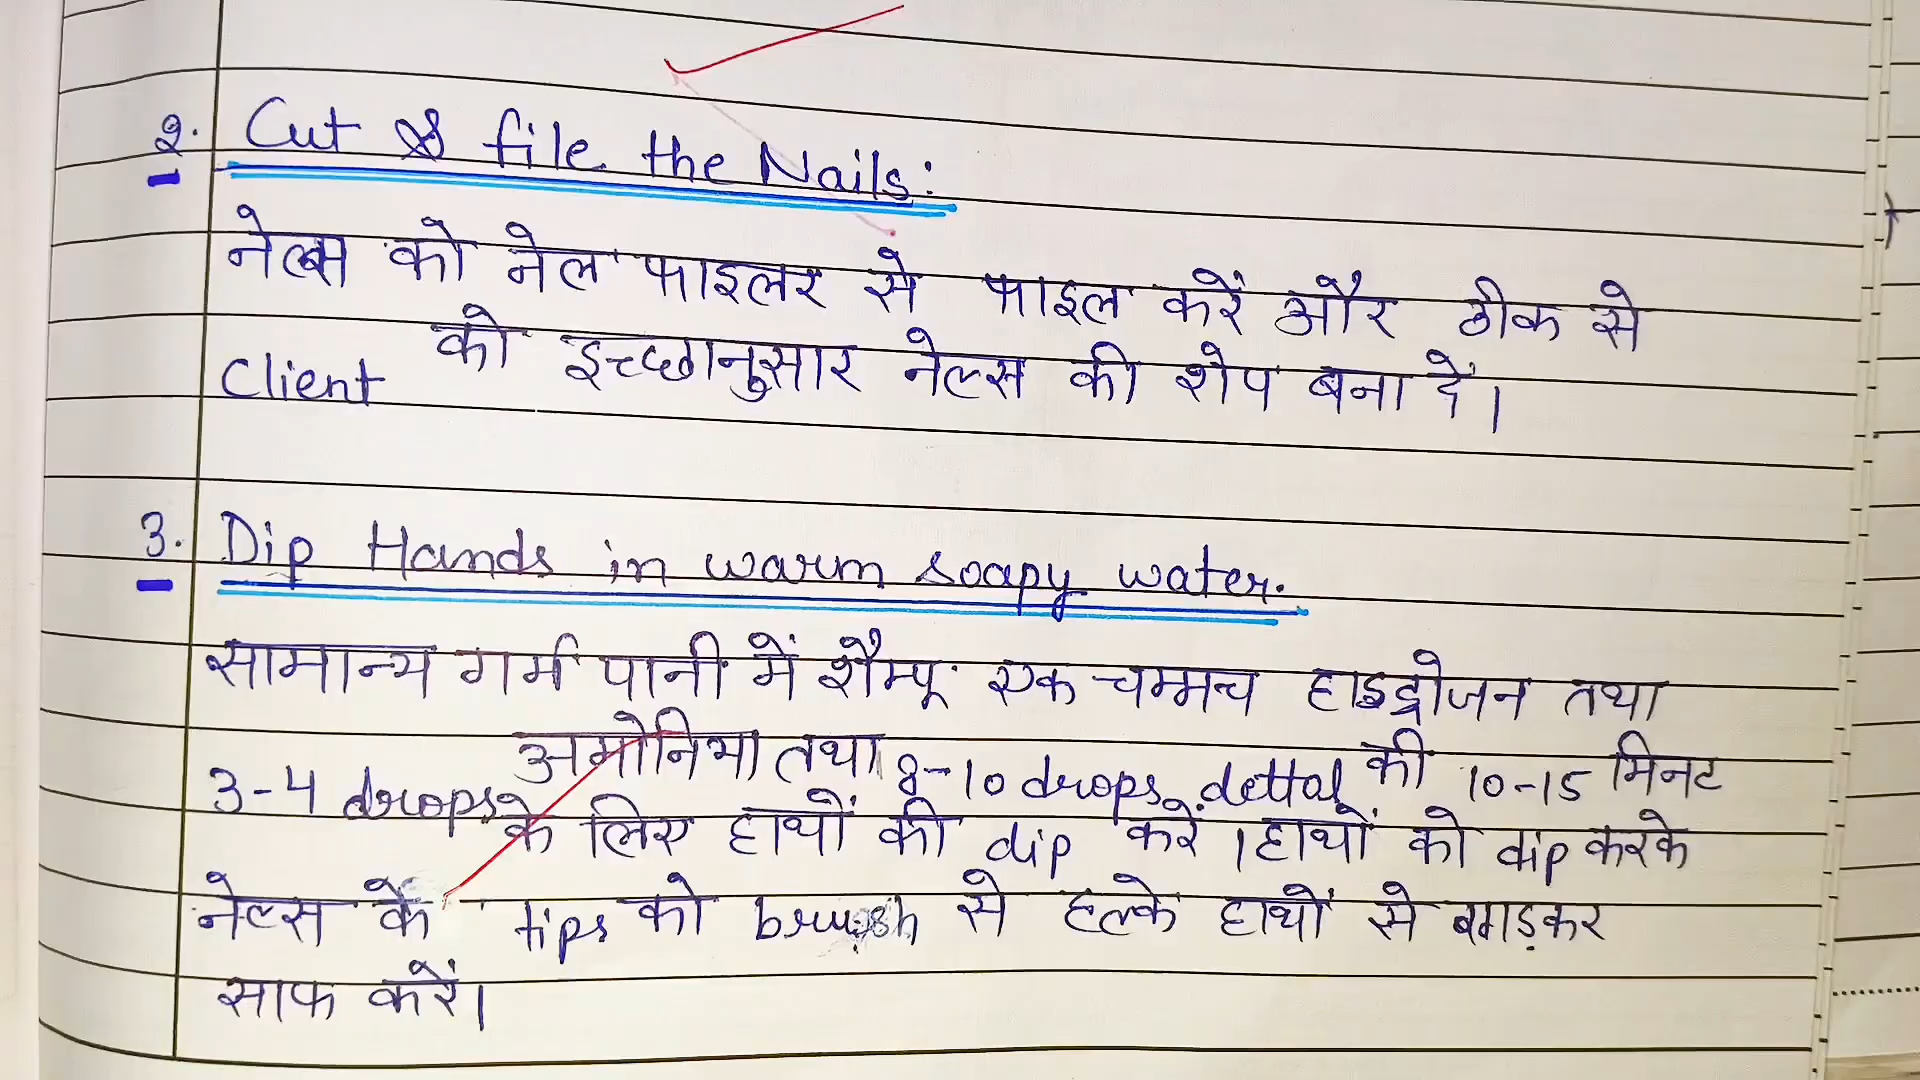 2. Cut & file the Nails:
नेल्स को नेल फाइलर से फाइल करें और ठीक से
Client को इच्छानुसार नेल्स की शेप बना दें।
3. Dip Hands in warm soapy water.
सामान्य गर्म पानी में शैम्पू एक चम्मच हाइड्रोजन तथा
3-4 drops अमोनिया तथा 8-10 drops dettol की 10-15 मिनट
के लिए हाथों की dip करें। हाथों को dip करके
नेल्स के tips को brush से हल्के हाथों से रगड़कर
साफ करें।